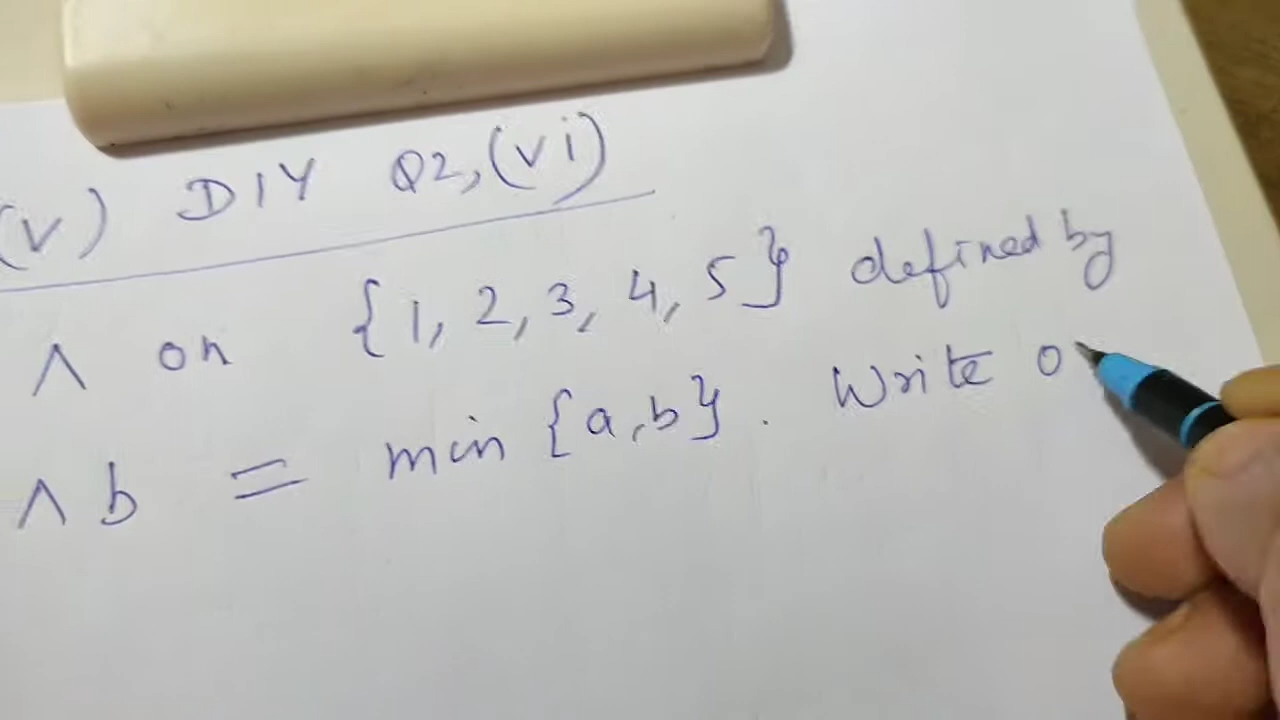 (v) DIY Q2,(vi)
∧ on {1, 2, 3, 4, 5} defined by
∧ b = min {a,b}. Write o